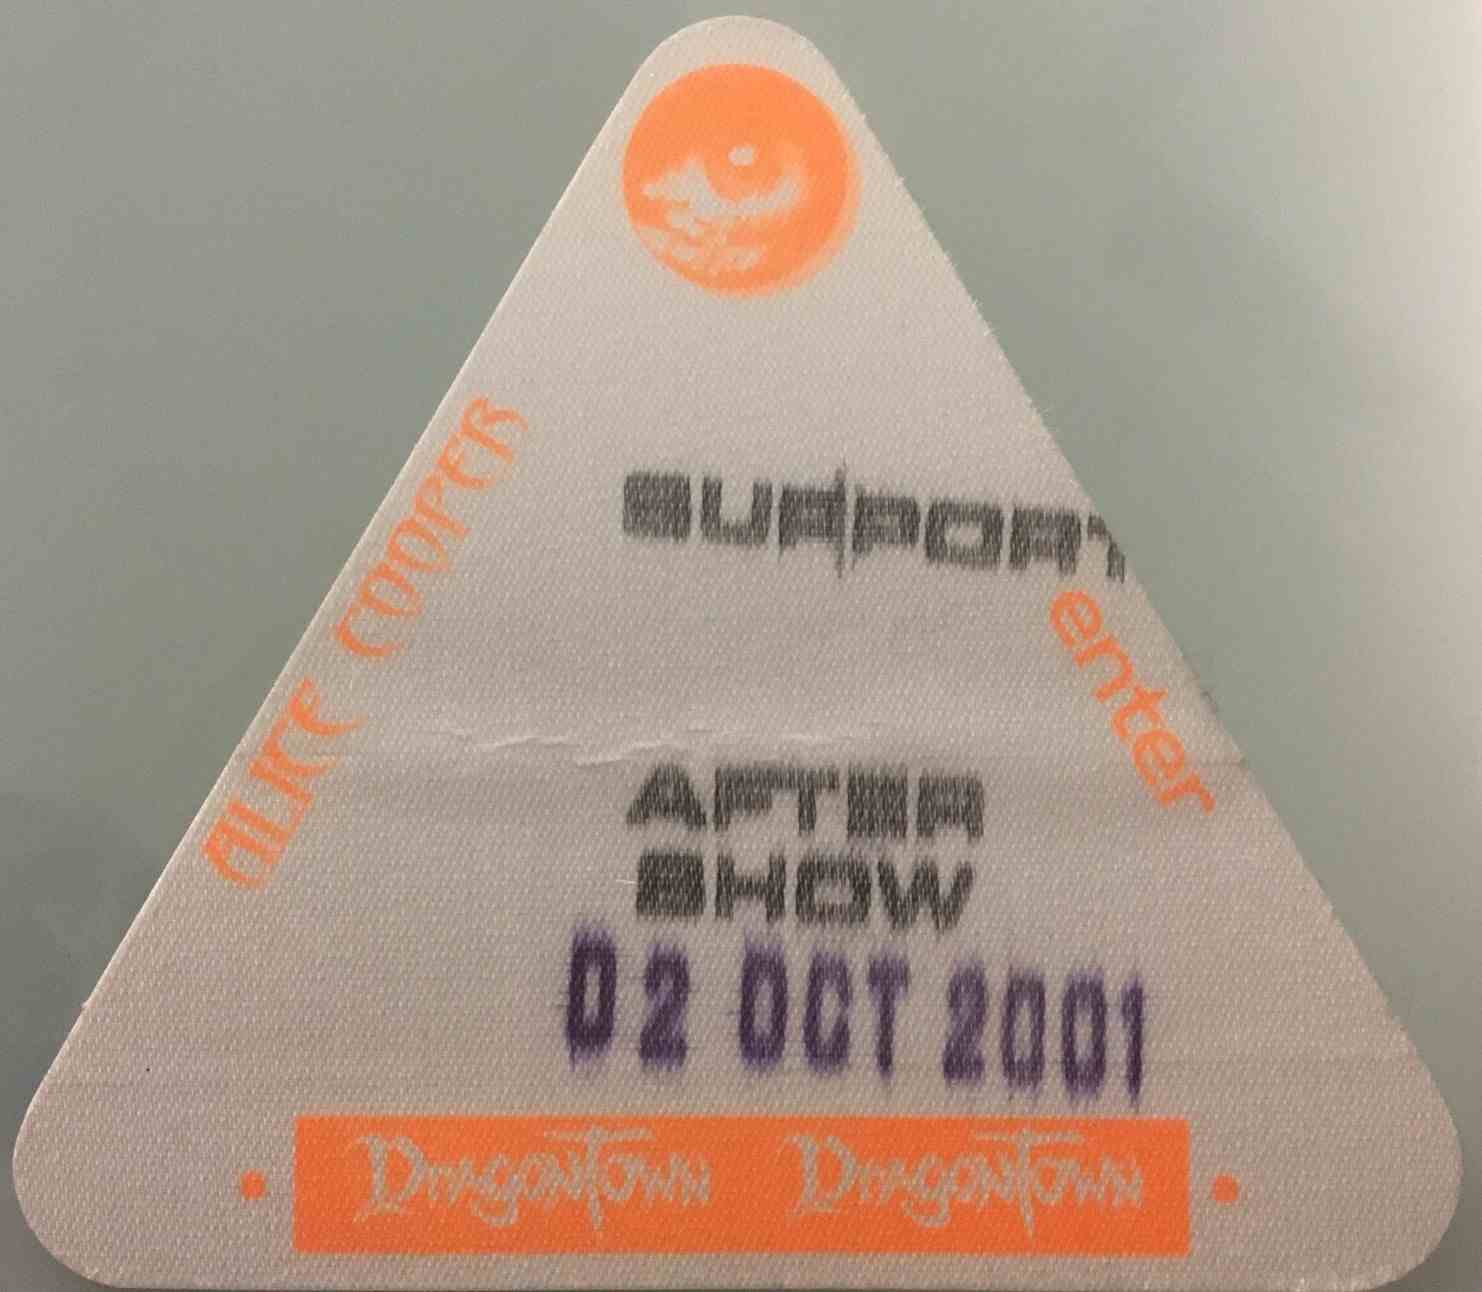 ALICE COOPER
SUPPORT
enter
AFTER
SHOW
02 OCT 2001
DRAGONTOWN DRAGONTOWN